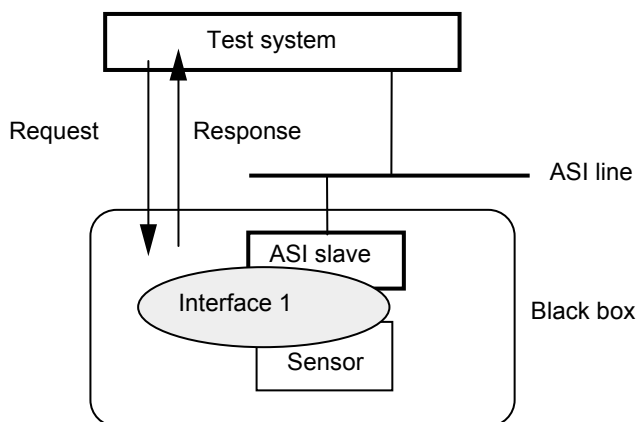 Test system
Request
Response
ASI line
ASI slave
Interface 1
Black box
Sensor